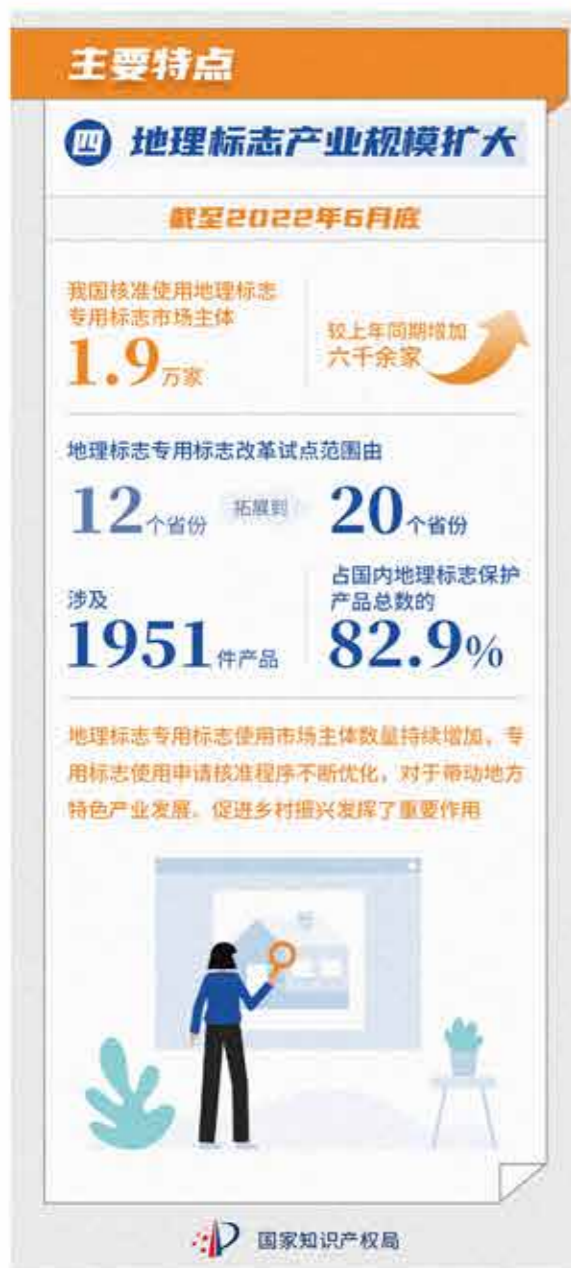 主要特点
四 地理标志产业规模扩大
截至2022年6月底
我国核准使用地理标志
专用标志市场主体
1.9万家
较上年同期增加
六千余家
地理标志专用标志改革试点范围由
12个省份 拓展到 20个省份
涉及
1951件产品
占国内地理标志保护
产品总数的
82.9%
地理标志专用标志使用市场主体数量持续增加，专
用标志使用申请核准程序不断优化，对于带动地方
特色产业发展、促进乡村振兴发挥了重要作用
国家知识产权局